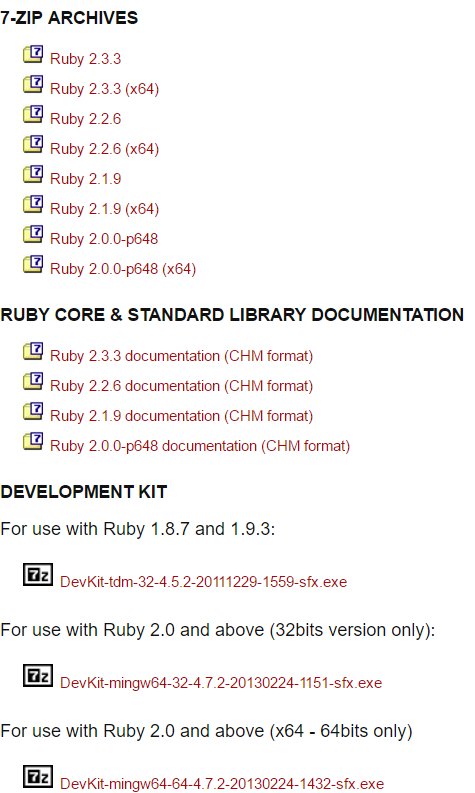 7-ZIP ARCHIVES
Ruby 2.3.3
Ruby 2.3.3 (x64)
Ruby 2.2.6
Ruby 2.2.6 (x64)
Ruby 2.1.9
Ruby 2.1.9 (x64)
Ruby 2.0.0-p648
Ruby 2.0.0-p648 (x64)
RUBY CORE & STANDARD LIBRARY DOCUMENTATION
Ruby 2.3.3 documentation (CHM format)
Ruby 2.2.6 documentation (CHM format)
Ruby 2.1.9 documentation (CHM format)
Ruby 2.0.0-p648 documentation (CHM format)
DEVELOPMENT KIT
For use with Ruby 1.8.7 and 1.9.3:
7z DevKit-tdm-32-4.5.2-20111229-1559-sfx.exe
For use with Ruby 2.0 and above (32bits version only):
7z DevKit-mingw64-32-4.7.2-20130224-1151-sfx.exe
For use with Ruby 2.0 and above (x64 - 64bits only)
7z DevKit-mingw64-64-4.7.2-20130224-1432-sfx.exe